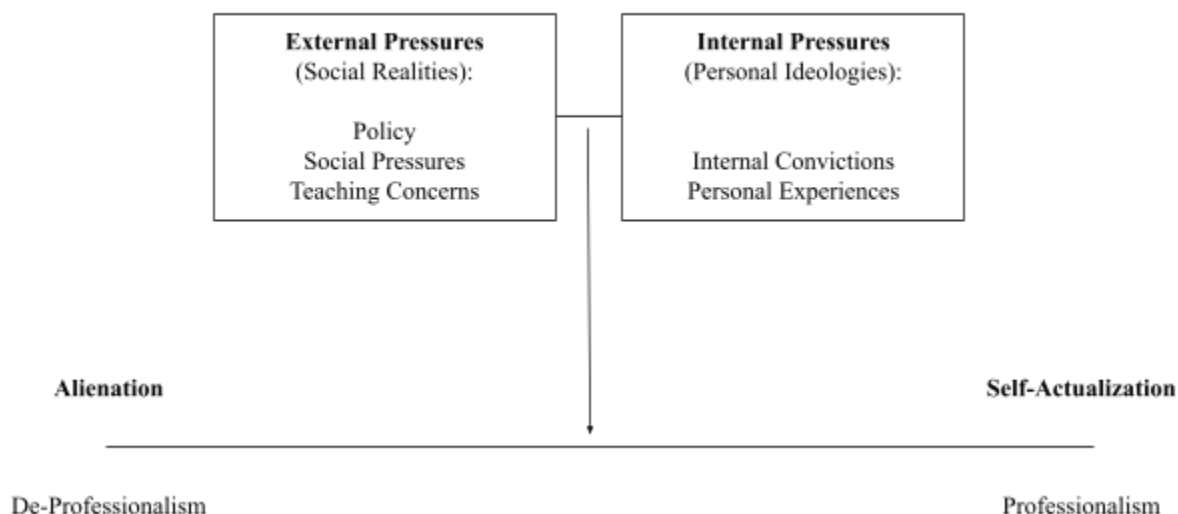 External Pressures
(Social Realities):
Policy
Social Pressures
Teaching Concerns
Internal Pressures
(Personal Ideologies):
Internal Convictions
Personal Experiences
Alienation
Self-Actualization
De-Professionalism
Professionalism